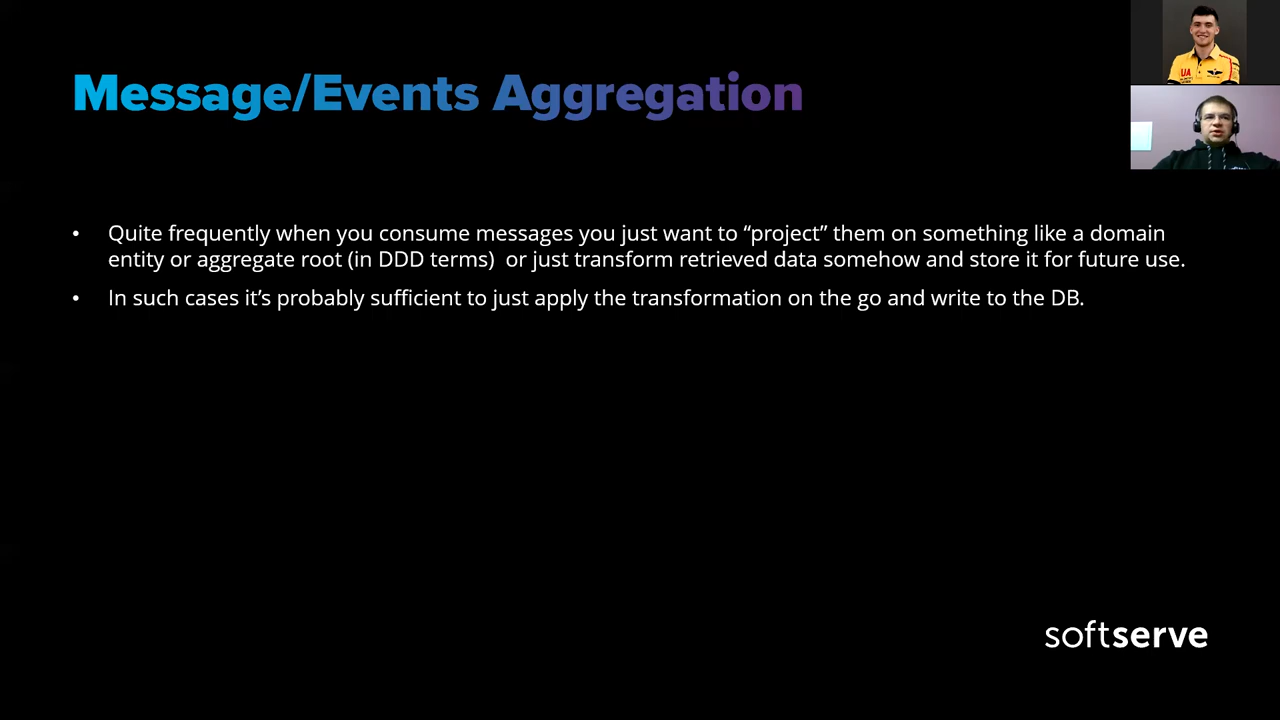 Message/Events Aggregation
• Quite frequently when you consume messages you just want to “project” them on something like a domain
entity or aggregate root (in DDD terms)  or just transform retrieved data somehow and store it for future use.
• In such cases it’s probably sufficient to just apply the transformation on the go and write to the DB.
softserve
UA